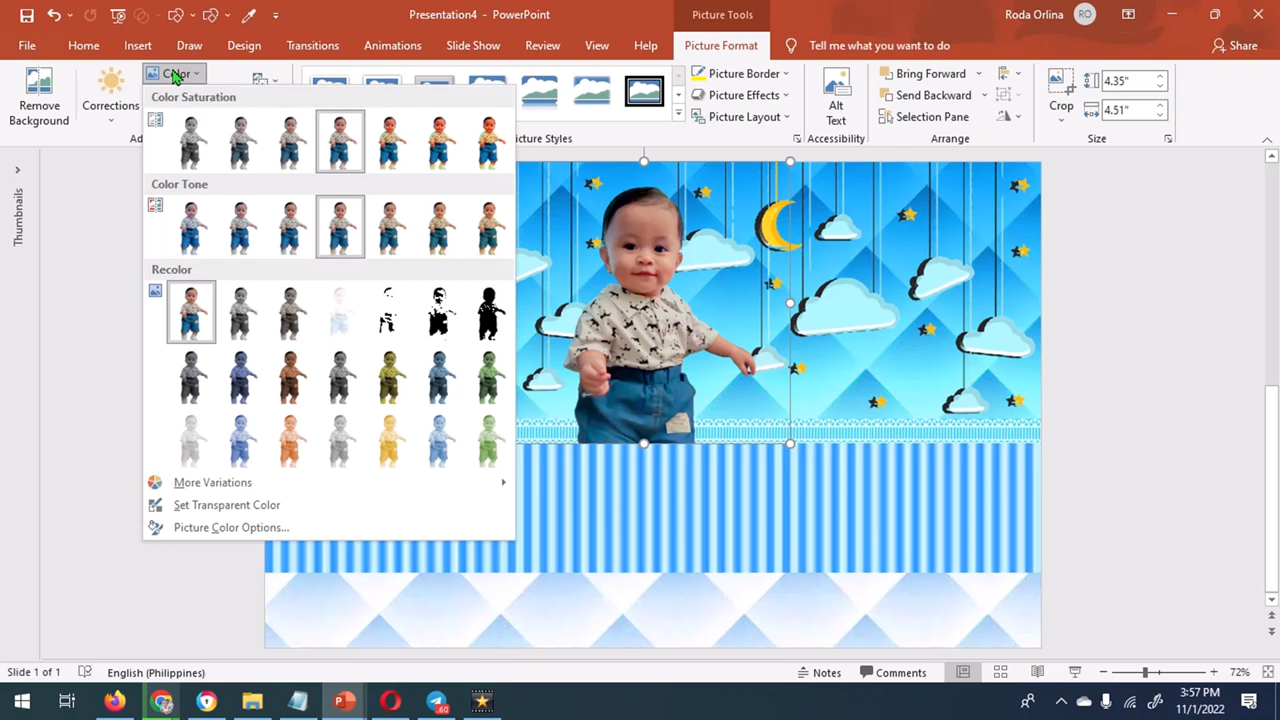 Presentation4 - PowerPoint
Picture Tools
Roda Orlina RO
File Home Insert Draw Design Transitions Animations Slide Show Review View Help Picture Format Tell me what you want to do Share
Remove
Background
Corrections
Color
Picture Border
Picture Effects
Picture Layout
Alt
Text
Bring Forward
Send Backward
Selection Pane
Crop
4.35"
4.51"
Picture Styles
Accessibility
Arrange
Size
Color Saturation
Color Tone
Recolor
More Variations
Set Transparent Color
Picture Color Options...
Thumbnails
Slide 1 of 1 English (Philippines) Notes Comments 72%
60
3:57 PM
11/1/2022